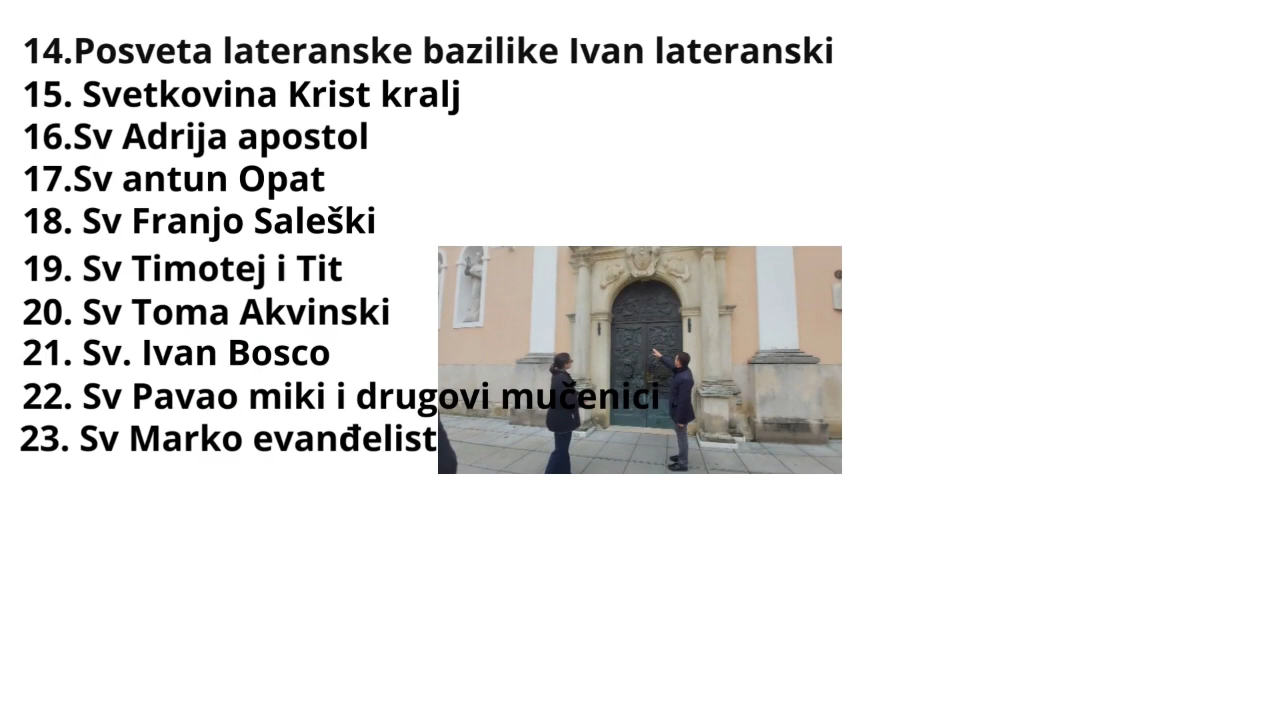 14.Posveta lateranske bazilike Ivan lateranski
15. Svetkovina Krist kralj
16.Sv Adrija apostol
17.Sv antun Opat
18. Sv Franjo Saleški
19. Sv Timotej i Tit
20. Sv Toma Akvinski
21. Sv. Ivan Bosco
22. Sv Pavao miki i drugovi mučenici
23. Sv Marko evanđelist